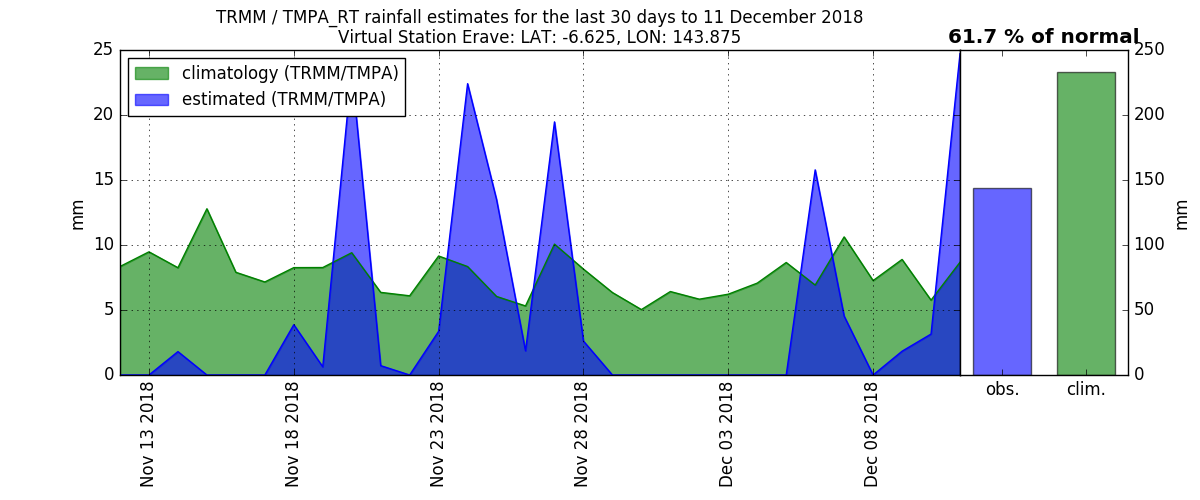 TRMM / TMPA_RT rainfall estimates for the last 30 days to 11 December 2018
Virtual Station Erave: LAT: -6.625, LON: 143.875
61.7 % of normal
climatology (TRMM/TMPA)
estimated (TRMM/TMPA)
25
20
15
10
5
0
mm
250
200
150
100
50
0
mm
Nov 13 2018
Nov 18 2018
Nov 23 2018
Nov 28 2018
Dec 03 2018
Dec 08 2018
obs.
clim.